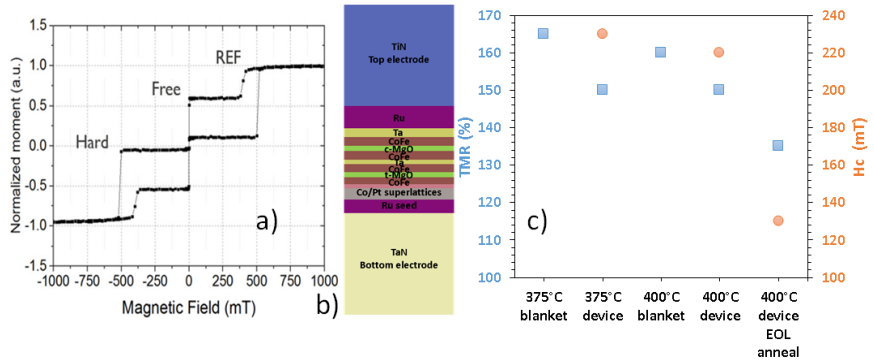 1.5
1.0
0.5
0.0
-0.5
-1.0
-1.5
Normalized moment (a.u.)
REF
Free
Hard
a)
-1000 -750 -500 -250 0 250 500 750 1000
Magnetic Field (mT)
b)
TiN
Top electrode
Ru
Ta
CoFe
c-MgO
CoFe
Ta
CoFe
t-MgO
CoFe
Co/Pt superlattices
Ru seed
TaN
Bottom electrode
170
160
150
140
130
120
110
100
TMR (%)
c)
240
220
200
180
160
140
120
100
80
60
40
Hc (mT)
375°C blanket
375°C device
400°C blanket
400°C device
400°C device EOL anneal